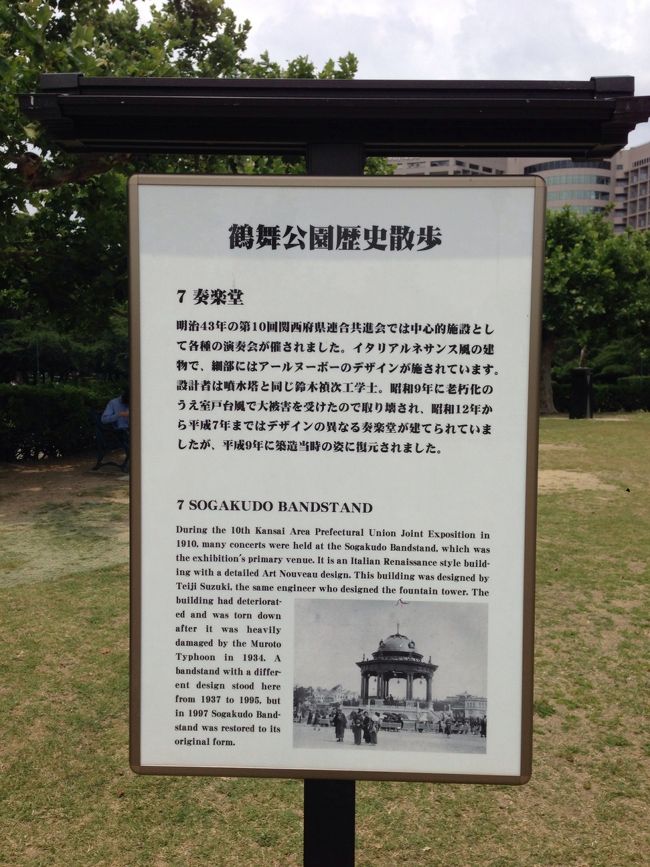 鶴舞公園歴史散歩
7 奏楽堂
明治43年の第10回関西府県連合共進会では中心的施設とし
て各種の演奏会が催されました。イタリアルネサンス風の建
物で、細部にはアールヌーボーのデザインが施されています。
設計者は噴水塔と同じ鈴木禎次工学士。昭和9年に老朽化の
うえ室戸台風で大被害を受けたので取り壊され、昭和12年か
ら平成7年まではデザインの異なる奏楽堂が建てられていま
したが、平成9年に築造当時の姿に復元されました。
7 SOGAKUDO BANDSTAND
During the 10th Kansai Area Prefectural Union Joint Exposition in
1910, many concerts were held at the Sogakudo Bandstand, which was
the exhibition's primary venue. It is an Italian Renaissance style build-
ing with a detailed Art Nouveau design. This building was designed by
Teiji Suzuki, the same engineer who designed the fountain tower. The
building had deteriorat-
ed and was torn down
after it was heavily
damaged by the Muroto
Typhoon in 1934. A
bandstand with a differ-
ent design stood here
from 1937 to 1995, but
in 1997 Sogakudo Band-
stand was restored to its
original form.